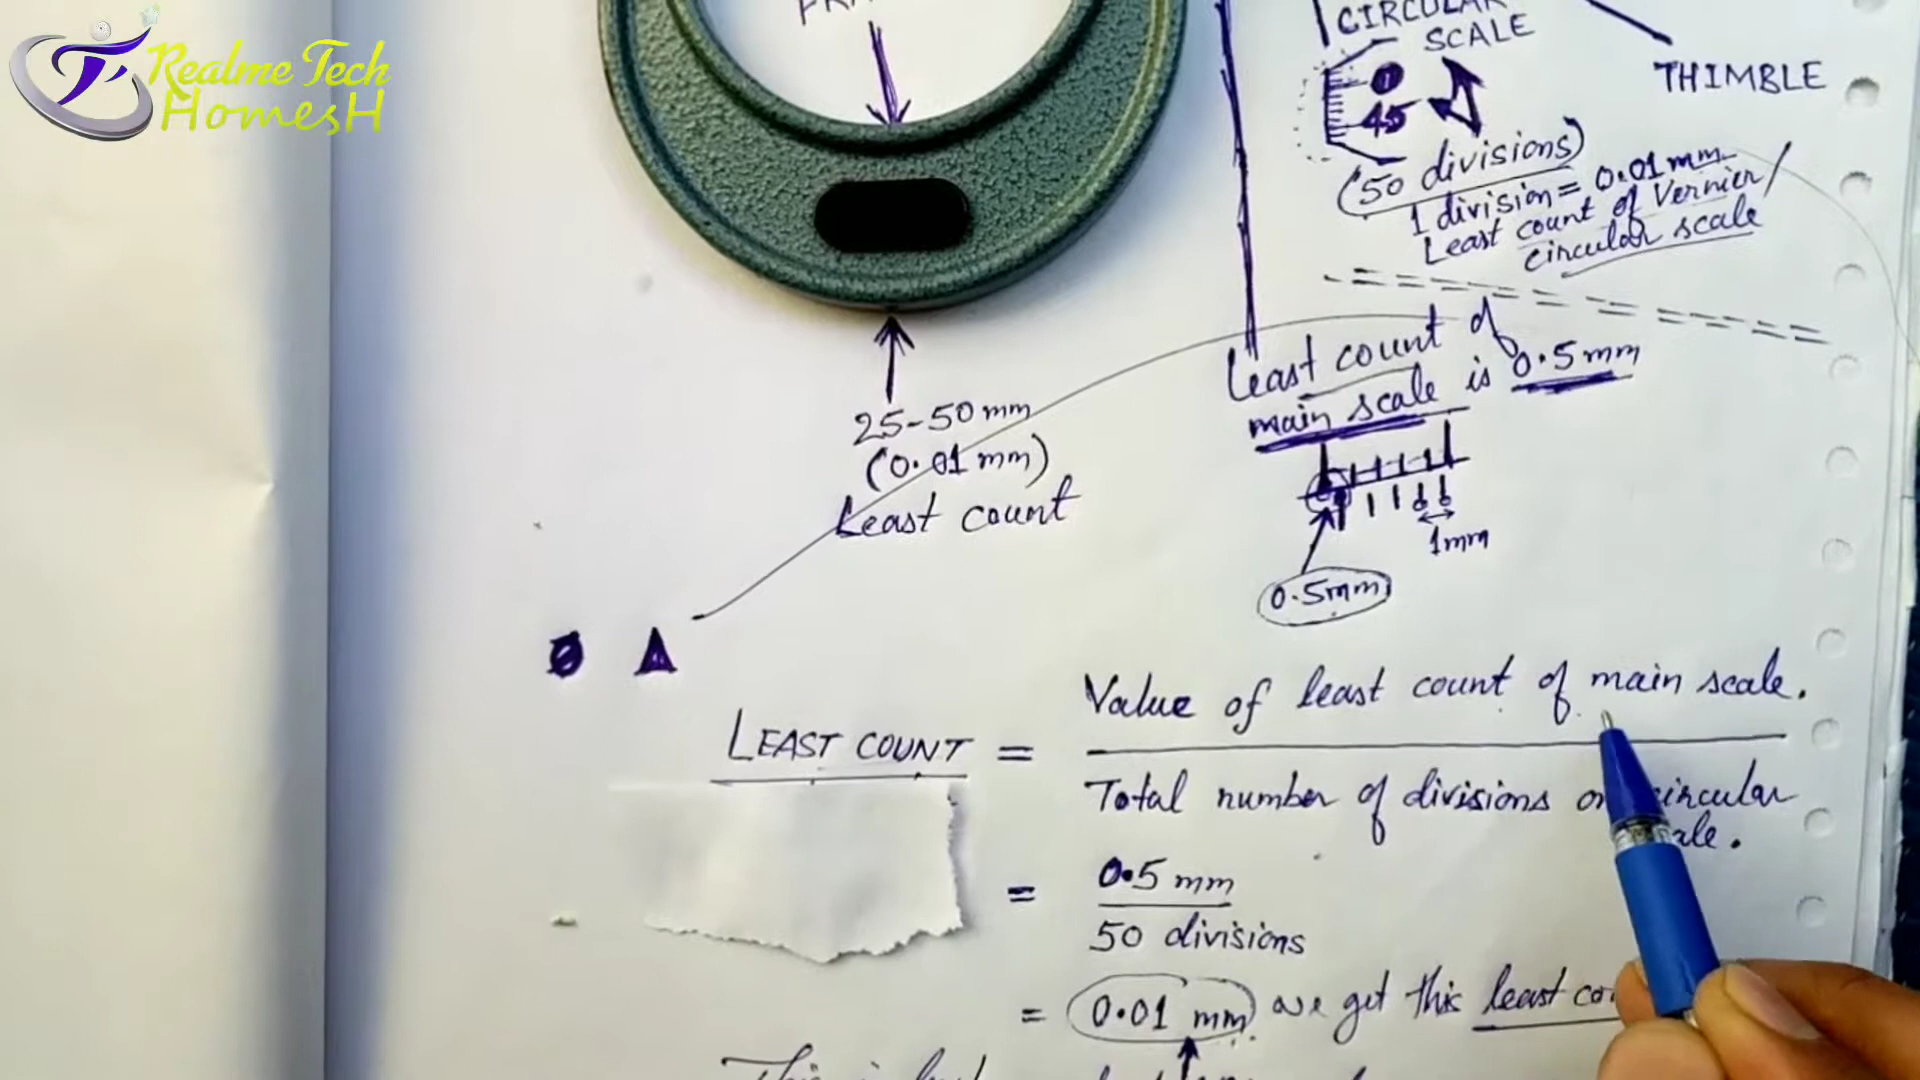 Realme Tech
HomesH
CIRCULAR
SCALE
THIMBLE
0
45
(50 divisions)
1 division = 0.01 mm
Least count of Vernier/
circular scale
Least count of
main scale is 0.5 mm
1mm
0.5mm
25-50 mm
(0.01 mm)
Least count
LEAST COUNT =
Value of least count of main scale.
Total number of divisions on circular
= 0.5 mm
50 divisions
= 0.01 mm we get this least
This is